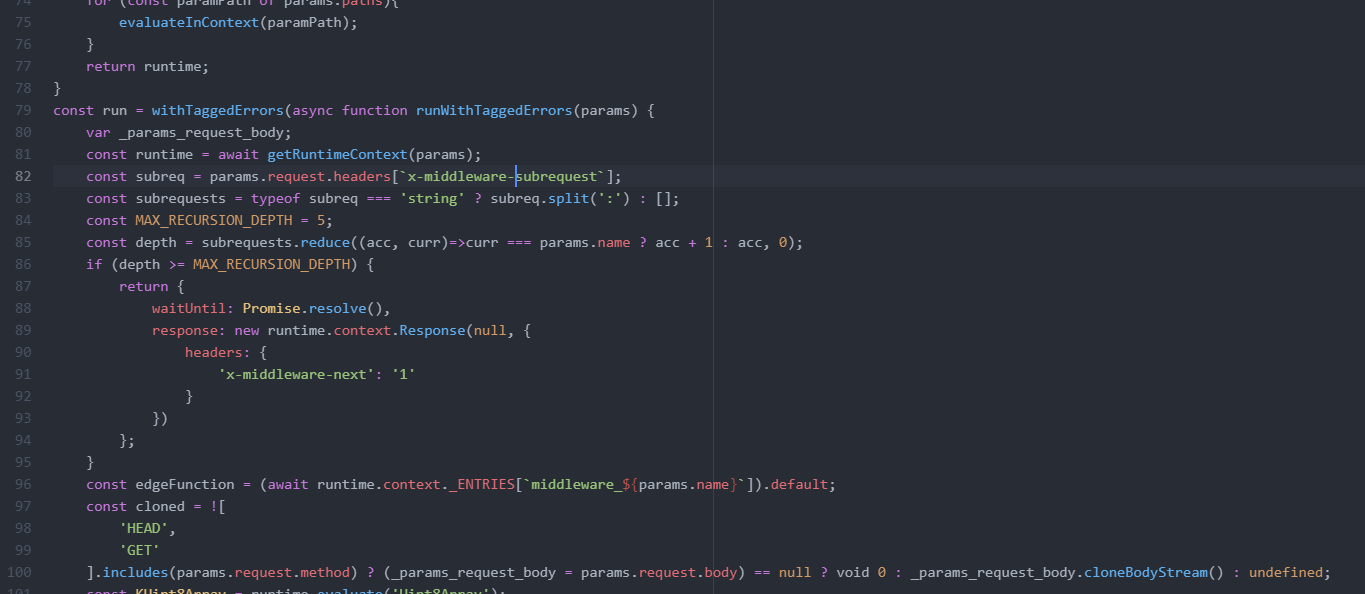 74 for (const paramPath of params.paths){
75 evaluateInContext(paramPath);
76 }
77 return runtime;
78 }
79 const run = withTaggedErrors(async function runWithTaggedErrors(params) {
80 var _params_request_body;
81 const runtime = await getRuntimeContext(params);
82 const subreq = params.request.headers[`x-middleware-subrequest`];
83 const subrequests = typeof subreq === 'string' ? subreq.split(':') : [];
84 const MAX_RECURSION_DEPTH = 5;
85 const depth = subrequests.reduce((acc, curr)=>curr === params.name ? acc + 1 : acc, 0);
86 if (depth >= MAX_RECURSION_DEPTH) {
87 return {
88 waitUntil: Promise.resolve(),
89 response: new runtime.context.Response(null, {
90 headers: {
91 'x-middleware-next': '1'
92 }
93 })
94 };
95 }
96 const edgeFunction = (await runtime.context._ENTRIES[`middleware_${params.name}`]).default;
97 const cloned = ![
98 'HEAD',
99 'GET'
100 ].includes(params.request.method) ? (_params_request_body = params.request.body) == null ? void 0 : _params_request_body.cloneBodyStream() : undefined;
101 const KUint8Array = runtime.evaluate('Uint8Array');